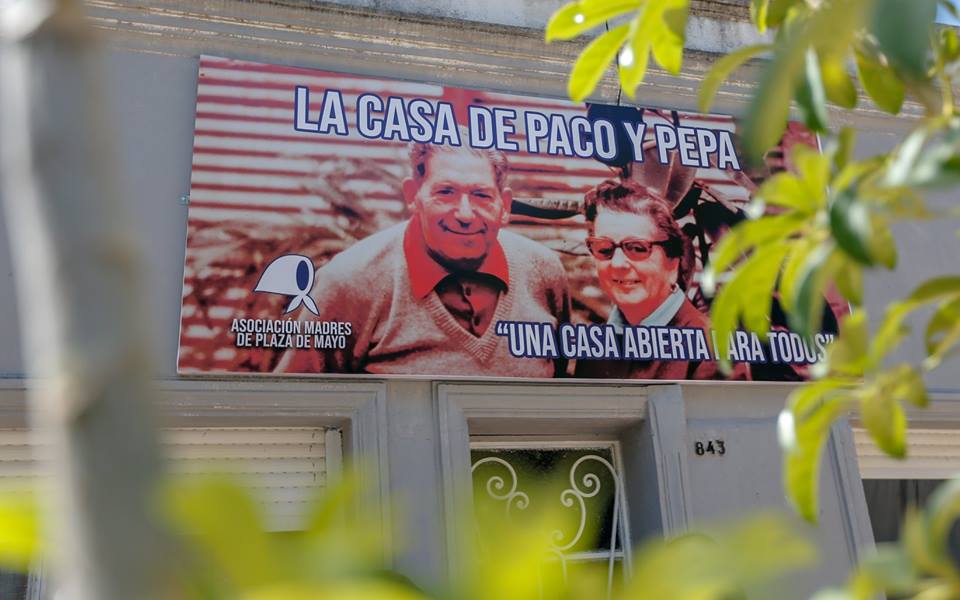 LA CASA DE PACO Y PEPA
ASOCIACIÓN MADRES
DE PLAZA DE MAYO
"UNA CASA ABIERTA PARA TODOS"
843